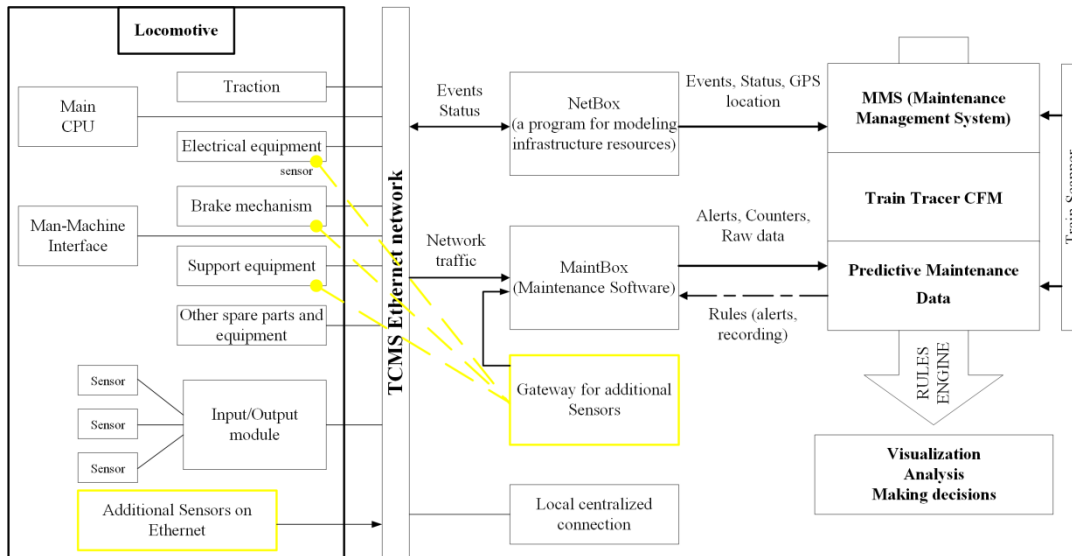 Locomotive
Main
CPU
Traction
Electrical equipment
sensor
Brake mechanism
Man-Machine
Interface
Support equipment
Other spare parts and
equipment
Sensor
Sensor
Sensor
Input/Output
module
Additional Sensors on
Ethernet
TCMS Ethernet network
Events
Status
NetBox
(a program for modeling
infrastructure resources)
Events, Status, GPS
location
Network
traffic
MaintBox
(Maintenance Software)
Alerts, Counters,
Raw data
Rules (alerts,
recording)
Gateway for additional
Sensors
Local centralized
connection
MMS (Maintenance
Management System)
Train Tracer CFM
Predictive Maintenance
Data
Train Scanner
RULES
ENGINE
Visualization
Analysis
Making decisions